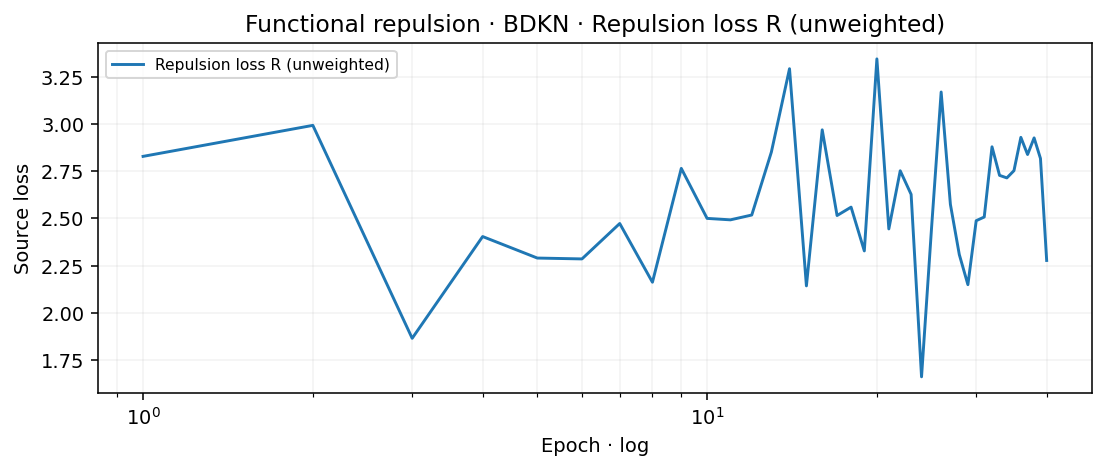 Functional repulsion · BDKN · Repulsion loss R (unweighted)
Repulsion loss R (unweighted)
Source loss
3.25
3.00
2.75
2.50
2.25
2.00
1.75
10⁰ 10¹
Epoch · log